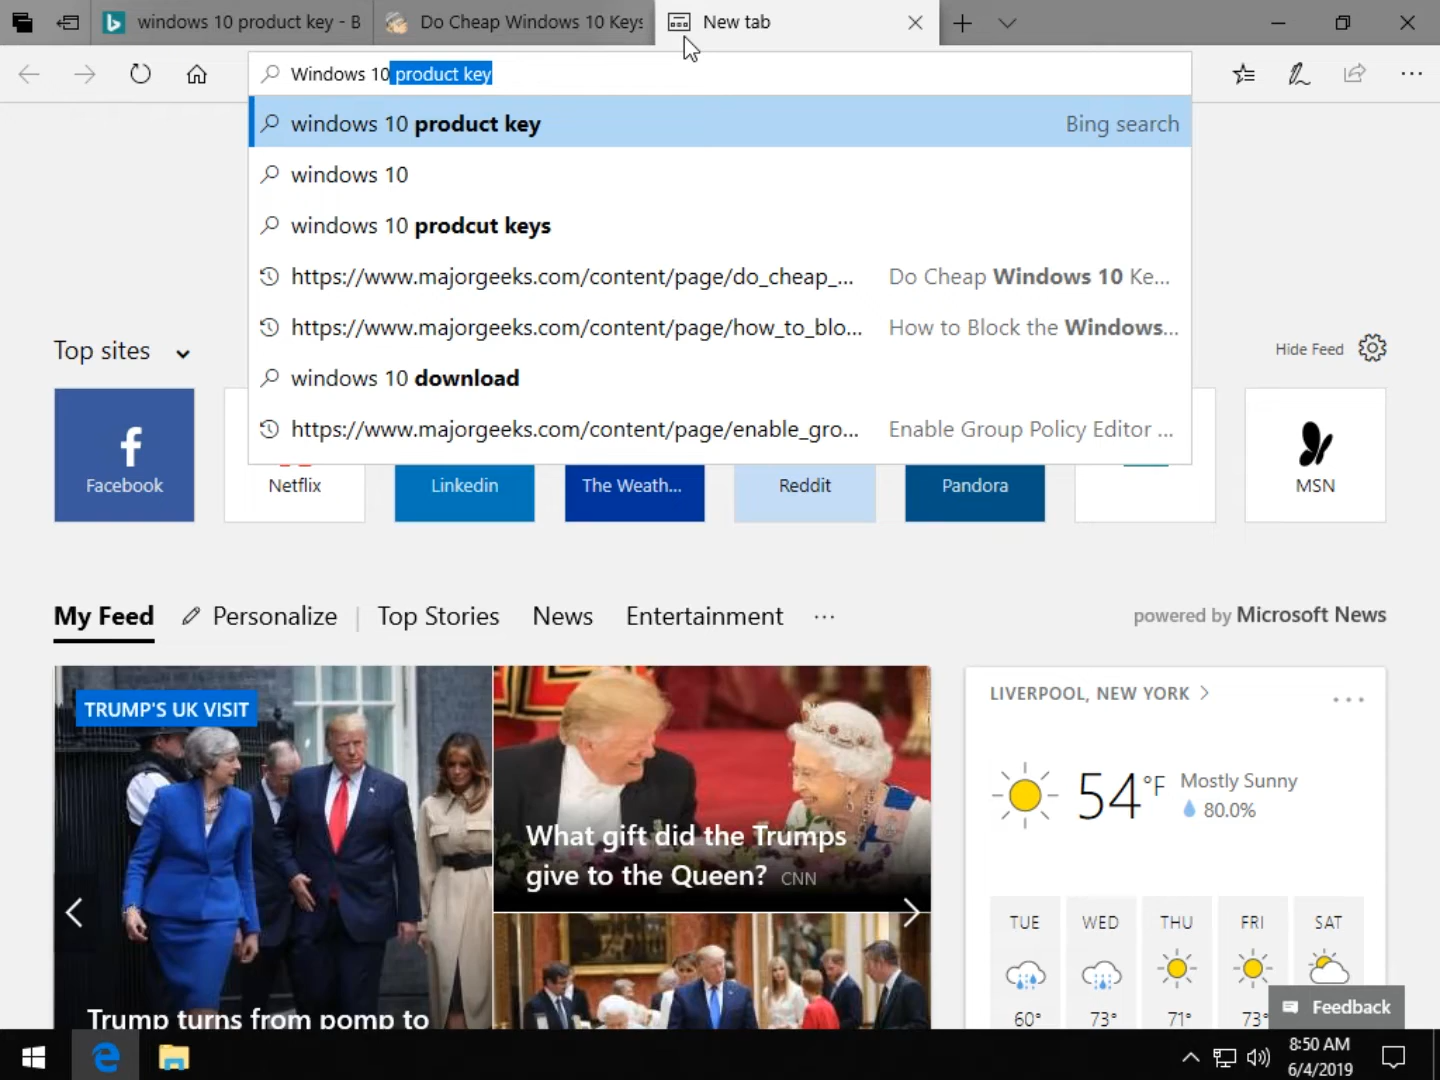 windows 10 product key - B
Do Cheap Windows 10 Keys
New tab
Windows 10 product key
windows 10 product key Bing search
windows 10
windows 10 prodcut keys
https://www.majorgeeks.com/content/page/do_cheap_... Do Cheap Windows 10 Ke...
https://www.majorgeeks.com/content/page/how_to_blo... How to Block the Windows...
windows 10 download
https://www.majorgeeks.com/content/page/enable_gro... Enable Group Policy Editor ...
Top sites
Hide Feed
Facebook
Netflix
Linkedin
The Weath...
Reddit
Pandora
MSN
My Feed Personalize | Top Stories News Entertainment ...
powered by Microsoft News
TRUMP'S UK VISIT
Trump turns from pomp to
What gift did the Trumps
give to the Queen? CNN
LIVERPOOL, NEW YORK >
54°F Mostly Sunny
80.0%
TUE WED THU FRI SAT
60° 73° 71° 73°
Feedback
8:50 AM
6/4/2019